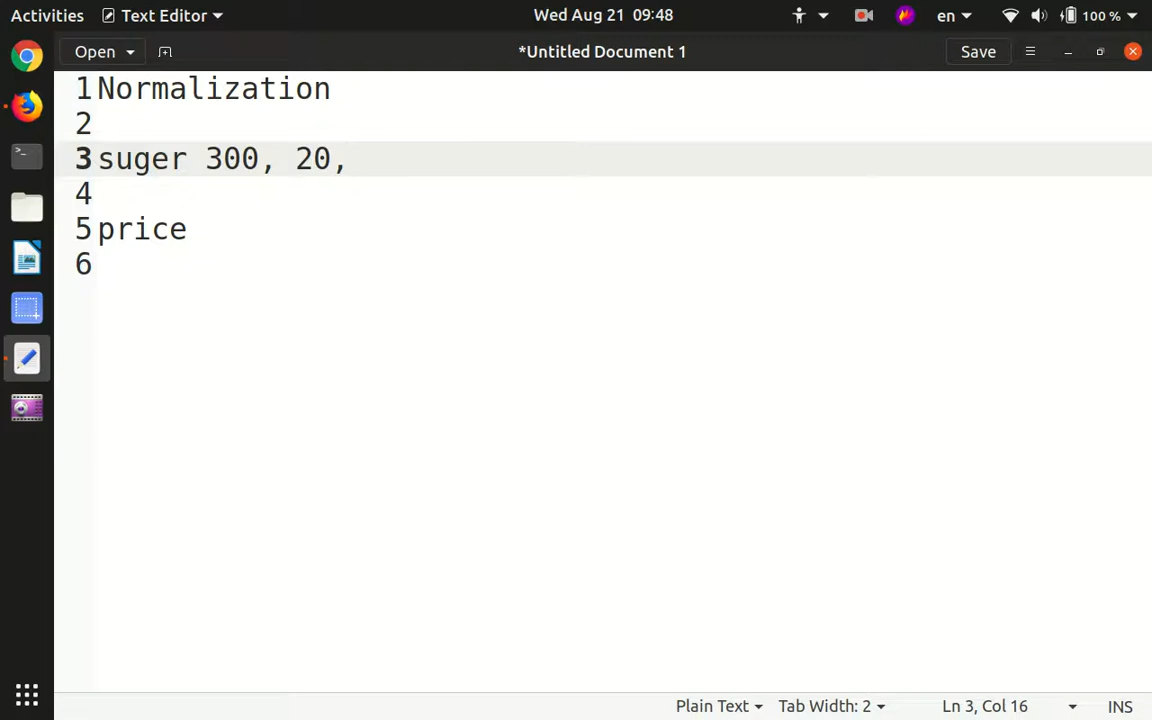 Activities Text Editor Wed Aug 21 09:48 en 100 %
Open *Untitled Document 1 Save
1 Normalization
2
3 suger 300, 20,
4
5 price
6
Plain Text Tab Width: 2 Ln 3, Col 16 INS